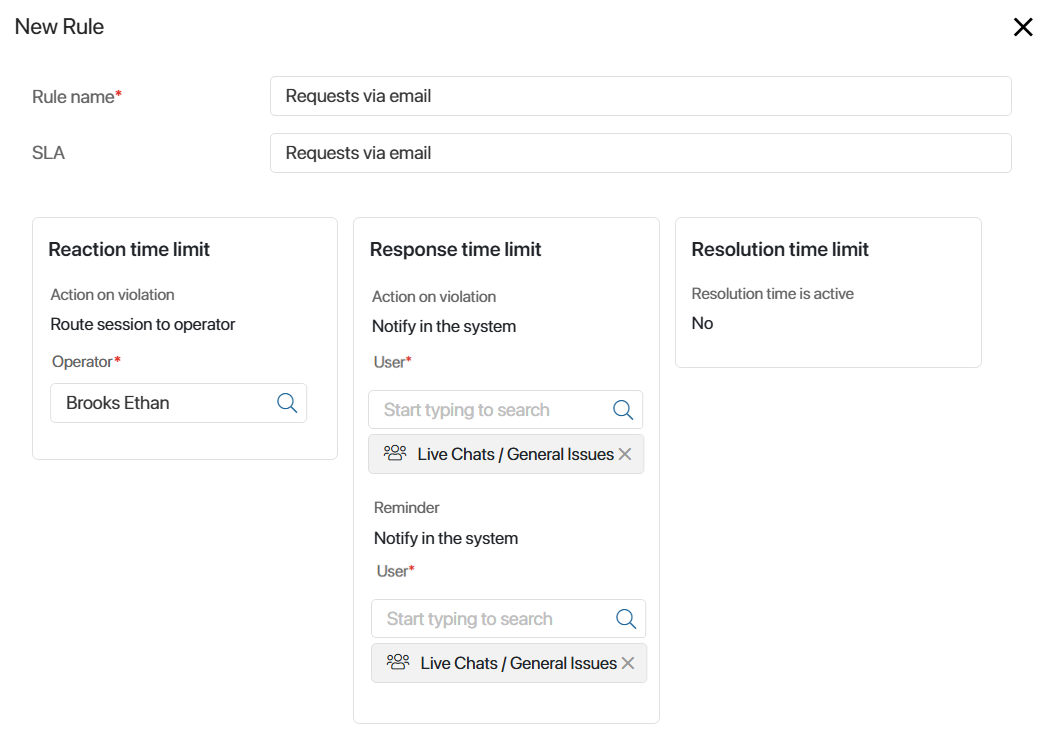 New Rule
Rule name*
Requests via email
SLA
Requests via email
Reaction time limit
Action on violation
Route session to operator
Operator*
Brooks Ethan
Response time limit
Action on violation
Notify in the system
User*
Start typing to search
Live Chats / General Issues
Reminder
Notify in the system
User*
Start typing to search
Live Chats / General Issues
Resolution time limit
Resolution time is active
No